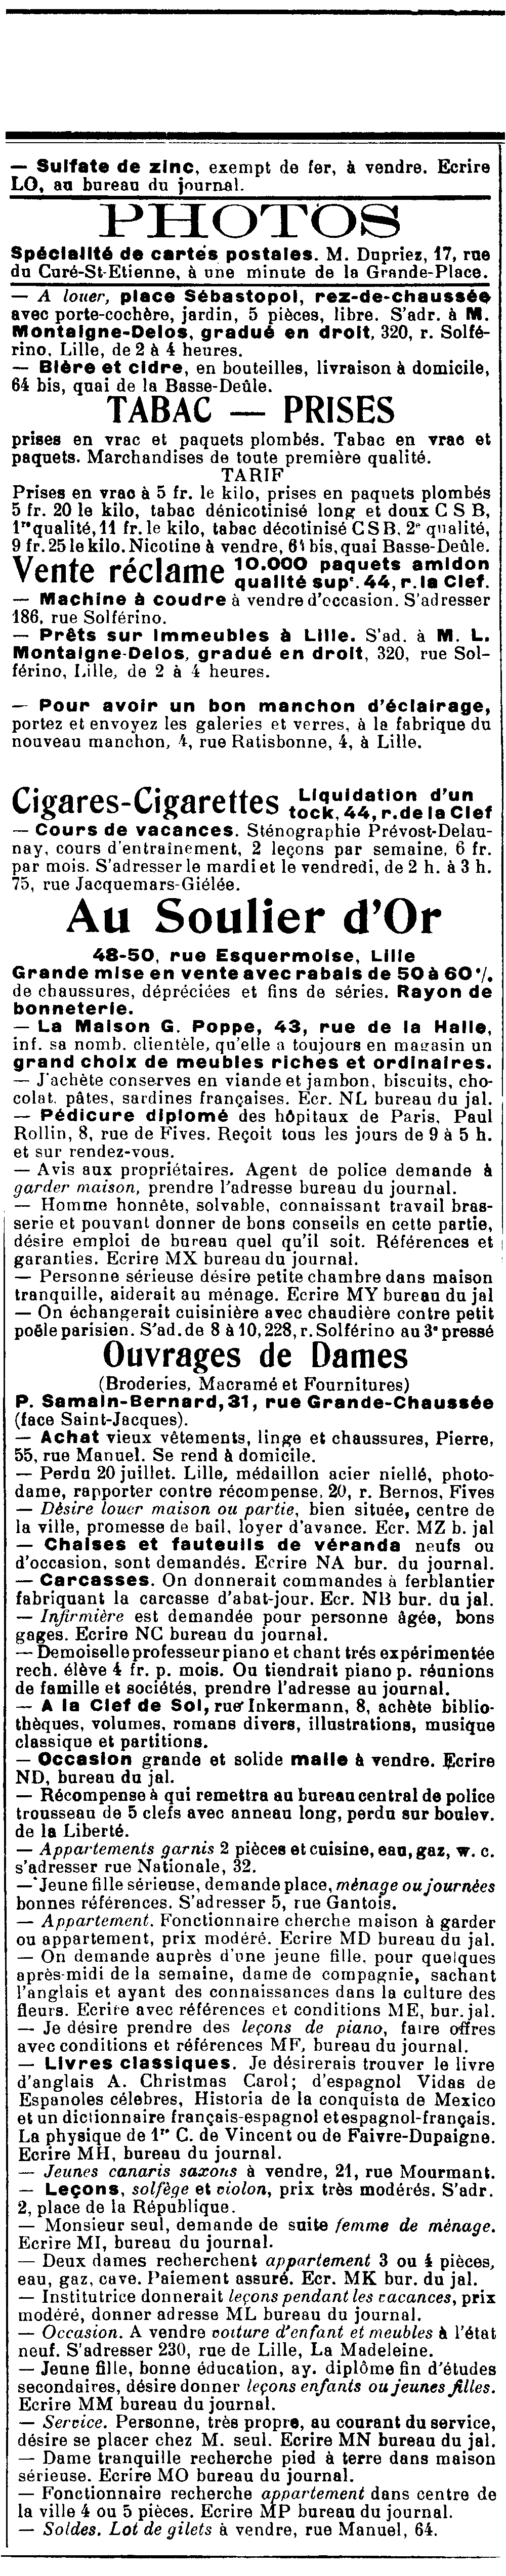 — Sulfate de zinc, exempt de fer, à vendre. Ecrire
LO, au bureau du journal.
PHOTOS
Spécialité de cartes postales. M. Dupriez, 17, rue
du Curé-St-Etienne, à une minute de la Grande-Place.
— A louer, place Sébastopol, rez-de-chaussée
avec porte-cochère, jardin, 5 pièces, libre. S'adr. à M.
Montaigne-Delos, gradué en droit, 320, r. Solfé-
rino, Lille, de 2 à 4 heures.
— Bière et cidre, en bouteilles, livraison à domicile,
64 bis, quai de la Basse-Deûle.
TABAC — PRISES
prises en vrac et paquets plombés. Tabac en vrac et
paquets. Marchandises de toute première qualité.
TARIF
Prises en vrac à 5 fr. le kilo, prises en paquets plombés
5 fr. 20 le kilo, tabac dénicotinisé long et doux C S B,
1re qualité, 11 fr. le kilo, tabac décotinisé C S B, 2e qualité,
9 fr. 25 le kilo. Nicotine à vendre, 64 bis, quai Basse-Deûle.
Vente réclame 10.000 paquets amidon
qualité supe. 44, r. la Clef.
— Machine à coudre à vendre d'occasion. S'adresser
186, rue Solférino.
— Prêts sur immeubles à Lille. S'ad. à M. L.
Montaigne-Delos, gradué en droit, 320, rue Sol-
férino, Lille, de 2 à 4 heures.
— Pour avoir un bon manchon d'éclairage,
portez et envoyez les galeries et verres, à la fabrique du
nouveau manchon, 4, rue Ratisbonne, 4, à Lille.
Cigares-Cigarettes Liquidation d'un
tock, 44, r. de la Clef
— Cours de vacances. Sténographie Prévost-Delau-
nay, cours d'entrainement, 2 leçons par semaine, 6 fr.
par mois. S'adresser le mardi et le vendredi, de 2 h. à 3 h.
75, rue Jacquemars-Giélée.
Au Soulier d'Or
48-50, rue Esquermoise, Lille
Grande mise en vente avec rabais de 50 à 60 %.
de chaussures, dépréciées et fins de séries. Rayon de
bonneterie.
— La Maison G. Poppe, 43, rue de la Halle,
inf. sa nomb. clientèle, qu'elle a toujours en magasin un
grand choix de meubles riches et ordinaires.
— J'achète conserves en viande et jambon, biscuits, cho-
colat, pâtes, sardines françaises. Ecr. NL bureau du jal.
— Pédicure diplomé des hôpitaux de Paris, Paul
Rollin, 8, rue de Fives. Reçoit tous les jours de 9 à 5 h.
et sur rendez-vous.
— Avis aux propriétaires. Agent de police demande à
garder maison, prendre l'adresse bureau du journal.
— Homme honnête, solvable, connaissant travail bras-
serie et pouvant donner de bons conseils en cette partie,
désire emploi de bureau quel qu'il soit. Références et
garanties. Ecrire MX bureau du journal.
— Personne sérieuse désire petite chambre dans maison
tranquille, aiderait au ménage. Ecrire MY bureau du jal
— On échangerait cuisinière avec chaudière contre petit
poêle parisien. S'ad. de 8 à 10, 228, r. Solférino au 3e pressé
Ouvrages de Dames
(Broderies, Macramé et Fournitures)
P. Samain-Bernard, 31, rue Grande-Chaussée
(face Saint-Jacques).
— Achat vieux vêtements, linge et chaussures, Pierre,
55, rue Manuel. Se rend à domicile.
— Perdu 20 juillet. Lille, médaillon acier niellé, photo-
dame, rapporter contre récompense, 20, r. Bernos, Fives
— Désire louer maison ou partie, bien située, centre de
la ville, promesse de bail, loyer d'avance. Ecr. MZ b. jal
— Chaises et fauteuils de véranda neufs ou
d'occasion, sont demandés. Ecrire NA bur. du journal.
— Carcasses. On donnerait commandes à ferblantier
fabriquant la carcasse d'abat-jour. Ecr. NB bur. du jal.
— Infirmière est demandée pour personne âgée, bons
gages. Ecrire NC bureau du journal.
— Demoiselle professeur piano et chant trés expérimentée
rech. élève 4 fr. p. mois. Ou tiendrait piano p. réunions
de famille et sociétés, prendre l'adresse au journal.
— A la Clef de Sol, rue Inkermann, 8, achète biblio-
thèques, volumes, romans divers, illustrations, musique
classique et partitions.
— Occasion grande et solide malle à vendre. Ecrire
ND, bureau du jal.
— Récompense à qui remettra au bureau central de police
trousseau de 5 clefs avec anneau long, perdu sur boulev.
de la Liberté.
— Appartements garnis 2 pièces et cuisine, eau, gaz, w. c.
s'adresser rue Nationale, 32.
— Jeune fille sérieuse, demande place, ménage ou journées
bonnes références. S'adresser 5, rue Gantois.
— Appartement. Fonctionnaire cherche maison à garder
ou appartement, prix modéré. Ecrire MD bureau du jal.
— On demande auprès d'une jeune fille, pour quelques
après-midi de la semaine, dame de compagnie, sachant
l'anglais et ayant des connaissances dans la culture des
fleurs. Ecrire avec références et conditions ME, bur. jal.
— Je désire prendre des leçons de piano, faire offres
avec conditions et références MF, bureau du journal.
— Livres classiques. Je désirerais trouver le livre
d'anglais A. Christmas Carol; d'espagnol Vidas de
Espanoles célebres, Historia de la conquista de Mexico
et un dictionnaire français-espagnol et espagnol-français.
La physique de 1re C. de Vincent ou de Faivre-Dupaigne.
Ecrire MH, bureau du journal.
— Jeunes canaris saxons à vendre, 21, rue Mourmant.
— Leçons, solfège et violon, prix très modérés. S'adr.
2, place de la République.
— Monsieur seul, demande de suite femme de ménage.
Ecrire MI, bureau du journal.
— Deux dames recherchent appartement 3 ou 4 pièces,
eau, gaz, cave. Paiement assuré. Ecr. MK bur. du jal.
— Institutrice donnerait leçons pendant les vacances, prix
modéré, donner adresse ML bureau du journal.
— Occasion. A vendre voiture d'enfant et meubles à l'état
neuf. S'adresser 230, rue de Lille, La Madeleine.
— Jeune fille, bonne éducation, ay. diplôme fin d'études
secondaires, désire donner leçons enfants ou jeunes filles.
Ecrire MM bureau du journal.
— Service. Personne, très propre, au courant du service,
désire se placer chez M. seul. Ecrire MN bureau du jal.
— Dame tranquille recherche pied à terre dans maison
sérieuse. Ecrire MO bureau du journal.
— Fonctionnaire recherche appartement dans centre de
la ville 4 ou 5 pièces. Ecrire MP bureau du journal.
— Soldes. Lot de gilets à vendre, rue Manuel, 64.